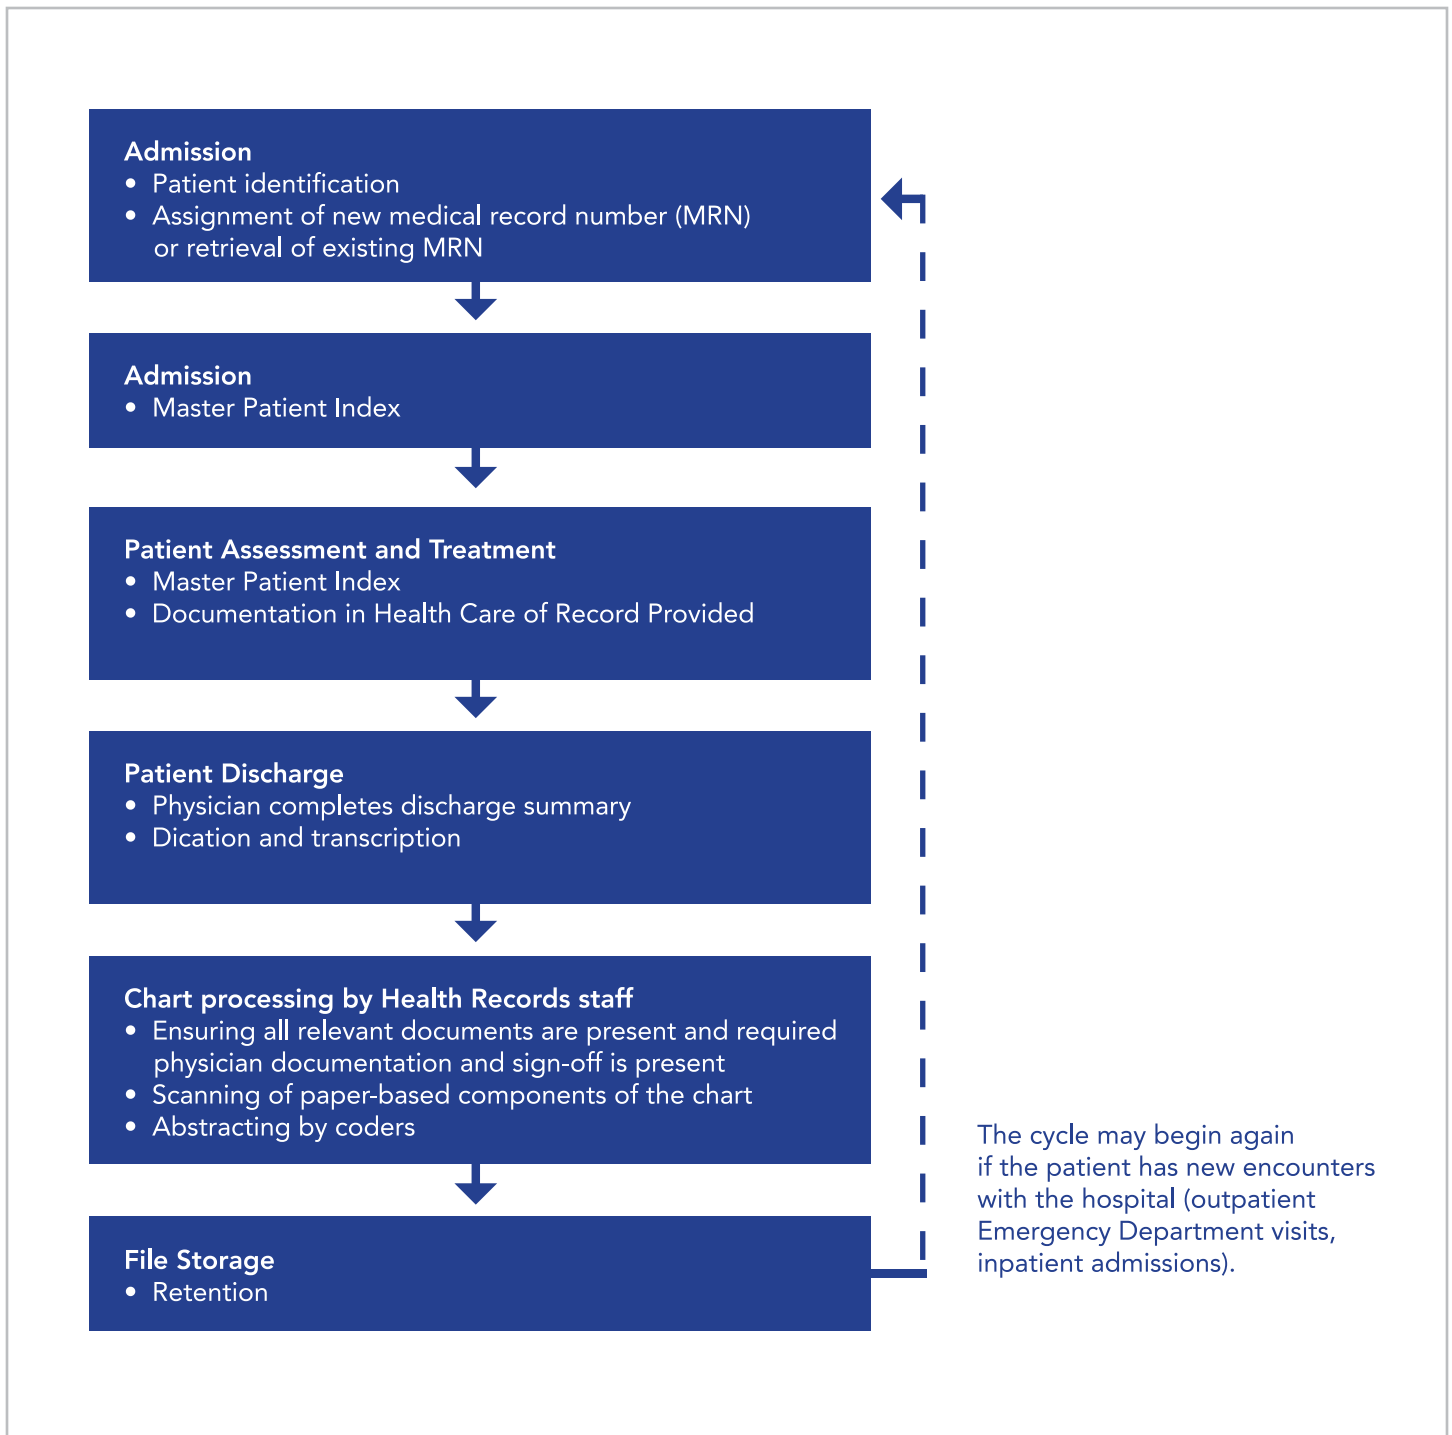 Admission
• Patient identification
• Assignment of new medical record number (MRN)
or retrieval of existing MRN
Admission
• Master Patient Index
Patient Assessment and Treatment
• Master Patient Index
• Documentation in Health Care of Record Provided
Patient Discharge
• Physician completes discharge summary
• Dication and transcription
Chart processing by Health Records staff
• Ensuring all relevant documents are present and required
physician documentation and sign-off is present
• Scanning of paper-based components of the chart
• Abstracting by coders
File Storage
• Retention
The cycle may begin again
if the patient has new encounters
with the hospital (outpatient
Emergency Department visits,
inpatient admissions).